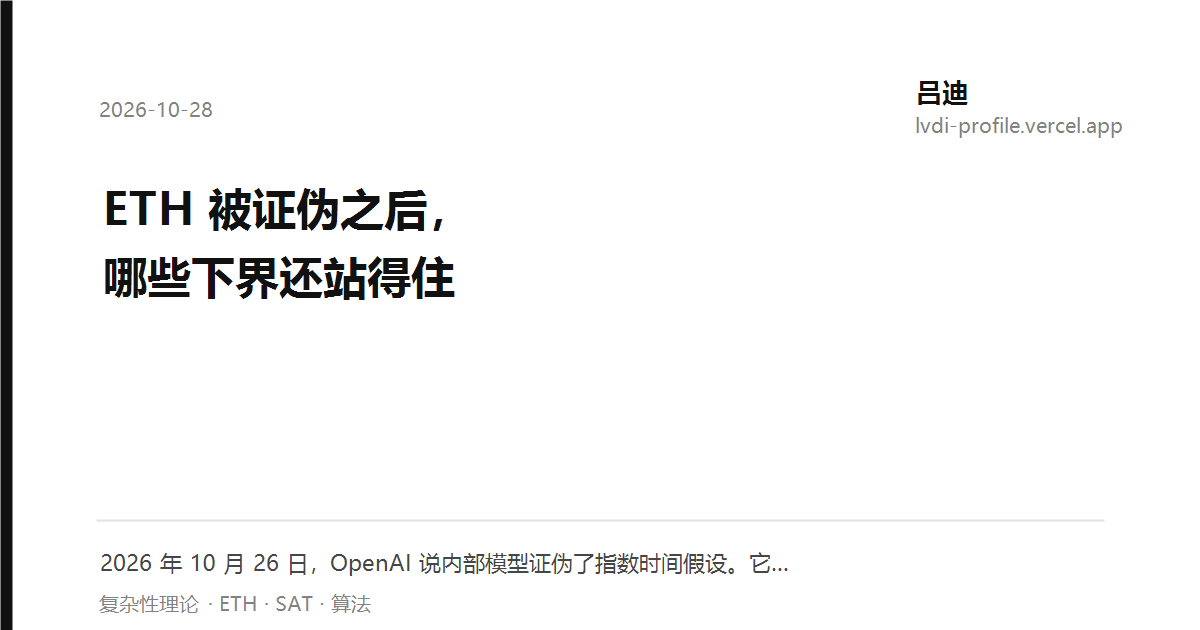 2026-10-28
吕迪
lvdi-profile.vercel.app
ETH 被证伪之后，
哪些下界还站得住
2026 年 10 月 26 日，OpenAI 说内部模型证伪了指数时间假设。它...
复杂性理论 · ETH · SAT · 算法